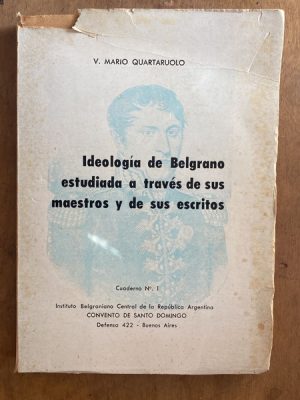 V. MARIO QUARTARUOLO
Ideología de Belgrano
estudiada a través de sus
maestros y de sus escritos
Cuaderno Nº. 1
Instituto Belgraniano Central de la República Argentina
CONVENTO DE SANTO DOMINGO
Defensa 422 - Buenos Aires